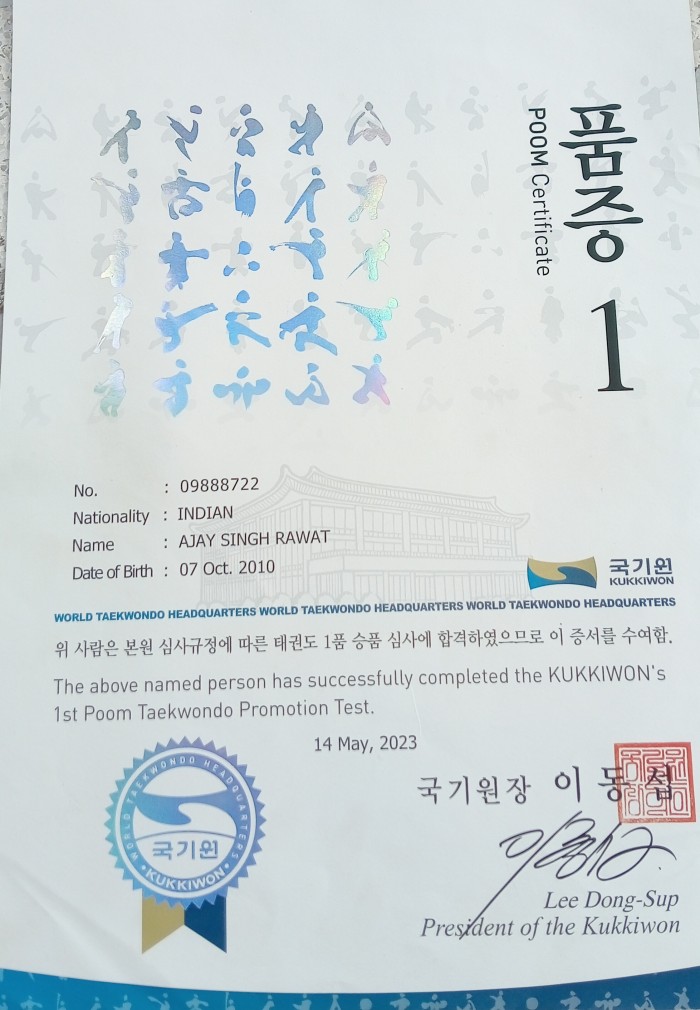 품증 1
POOM Certificate
No. : 09888722
Nationality : INDIAN
Name : AJAY SINGH RAWAT
Date of Birth : 07 Oct. 2010
국기원
KUKKIWON
WORLD TAEKWONDO HEADQUARTERS WORLD TAEKWONDO HEADQUARTERS WORLD TAEKWONDO HEADQUARTERS
위 사람은 본원 심사규정에 따른 태권도 1품 승품 심사에 합격하였으므로 이 증서를 수여함.
The above named person has successfully completed the KUKKIWON's
1st Poom Taekwondo Promotion Test.
14 May, 2023
국기원장 이동섭
WORLD TAEKWONDO HEADQUARTERS
국기원
KUKKIWON
Lee Dong-Sup
President of the Kukkiwon